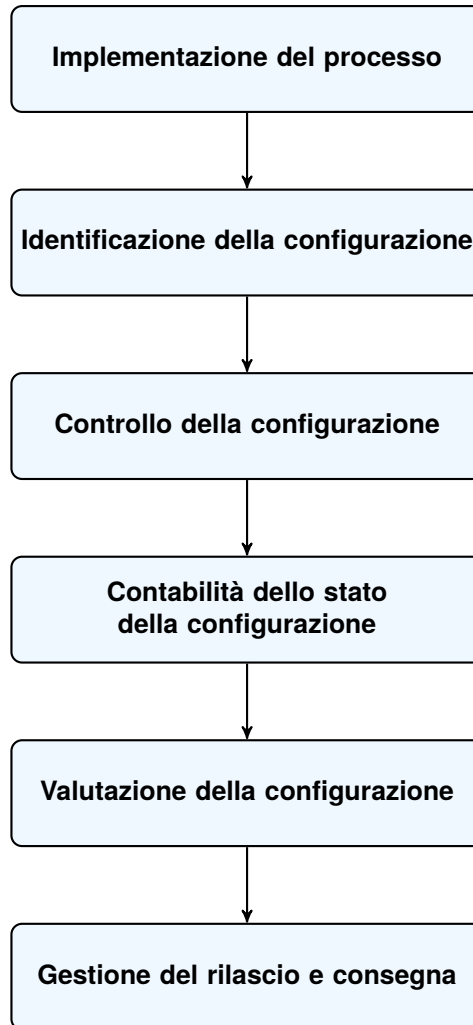 Implementazione del processo
Identificazione della configurazione
Controllo della configurazione
Contabilità dello stato
della configurazione
Valutazione della configurazione
Gestione del rilascio e consegna